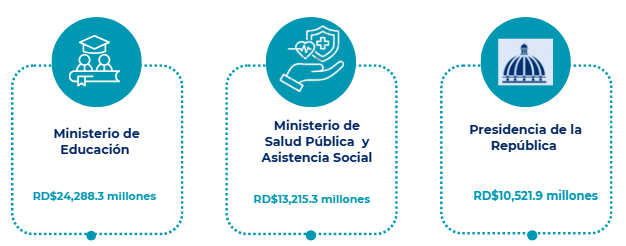 Ministerio de
Educación
RD$24,288.3 millones
Ministerio de
Salud Pública y
Asistencia Social
RD$13,215.3 millones
Presidencia de la
República
RD$10,521.9 millones